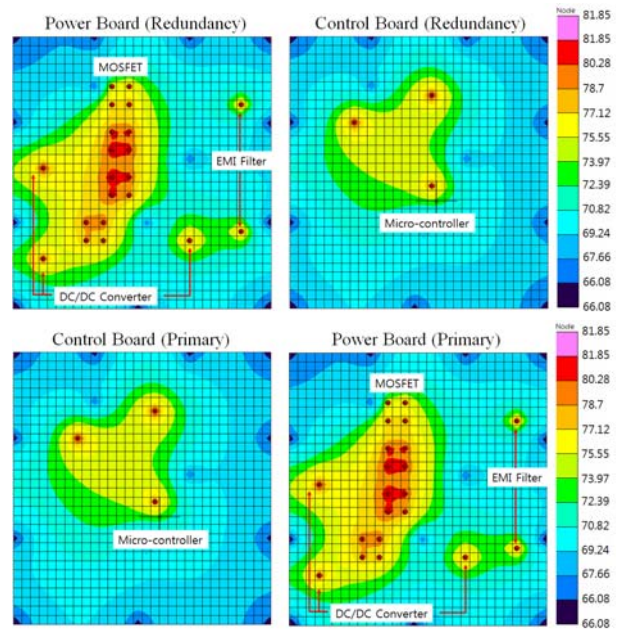 Power Board (Redundancy)
Control Board (Redundancy)
MOSFET
EMI Filter
DC/DC Converter
Micro-controller
Node
81.85
81.85
80.28
78.7
77.12
75.55
73.97
72.39
70.82
69.24
67.66
66.08
66.08
Control Board (Primary)
Power Board (Primary)
Micro-controller
MOSFET
EMI Filter
DC/DC Converter
Node
81.85
81.85
80.28
78.7
77.12
75.55
73.97
72.39
70.82
69.24
67.66
66.08
66.08